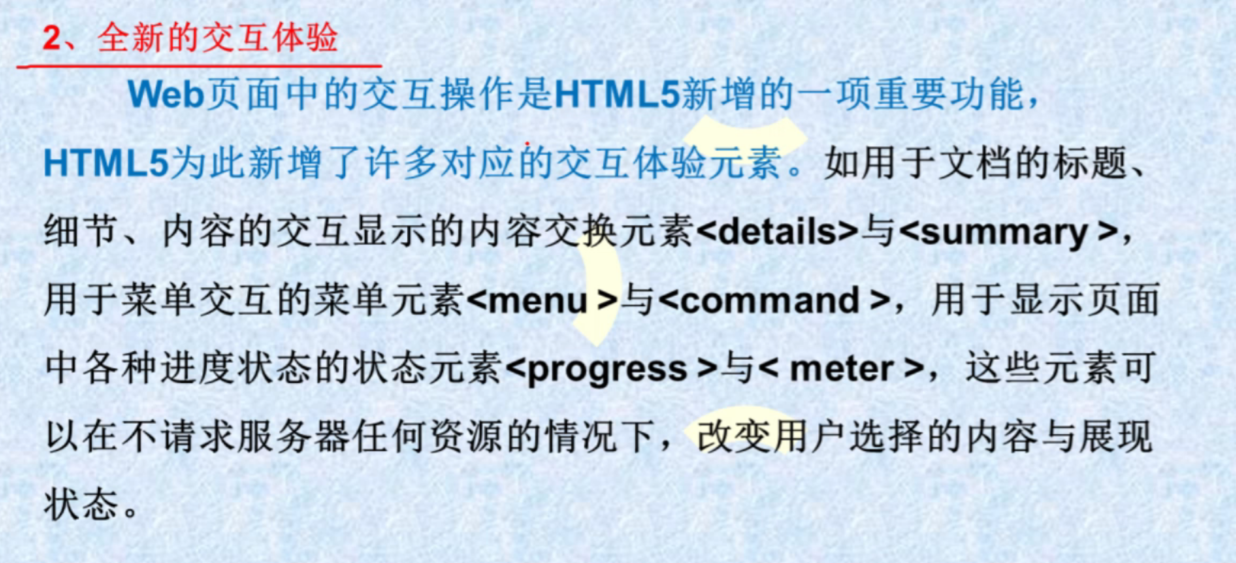 2、全新的交互体验
Web页面中的交互操作是HTML5新增的一项重要功能，
HTML5为此新增了许多对应的交互体验元素。如用于文档的标题、
细节、内容的交互显示的内容交换元素<details>与<summary >，
用于菜单交互的菜单元素<menu >与<command >，用于显示页面
中各种进度状态的状态元素<progress >与< meter >，这些元素可
以在不请求服务器任何资源的情况下，改变用户选择的内容与展现
状态。